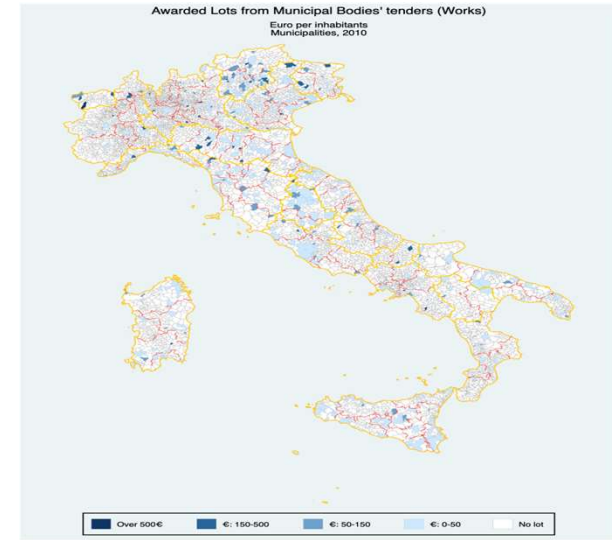 Awarded Lots from Municipal Bodies' tenders (Works)
Euro per inhabitants
Municipalities, 2010
Over 500€ €: 150-500 €: 50-150 €: 0-50 No lot